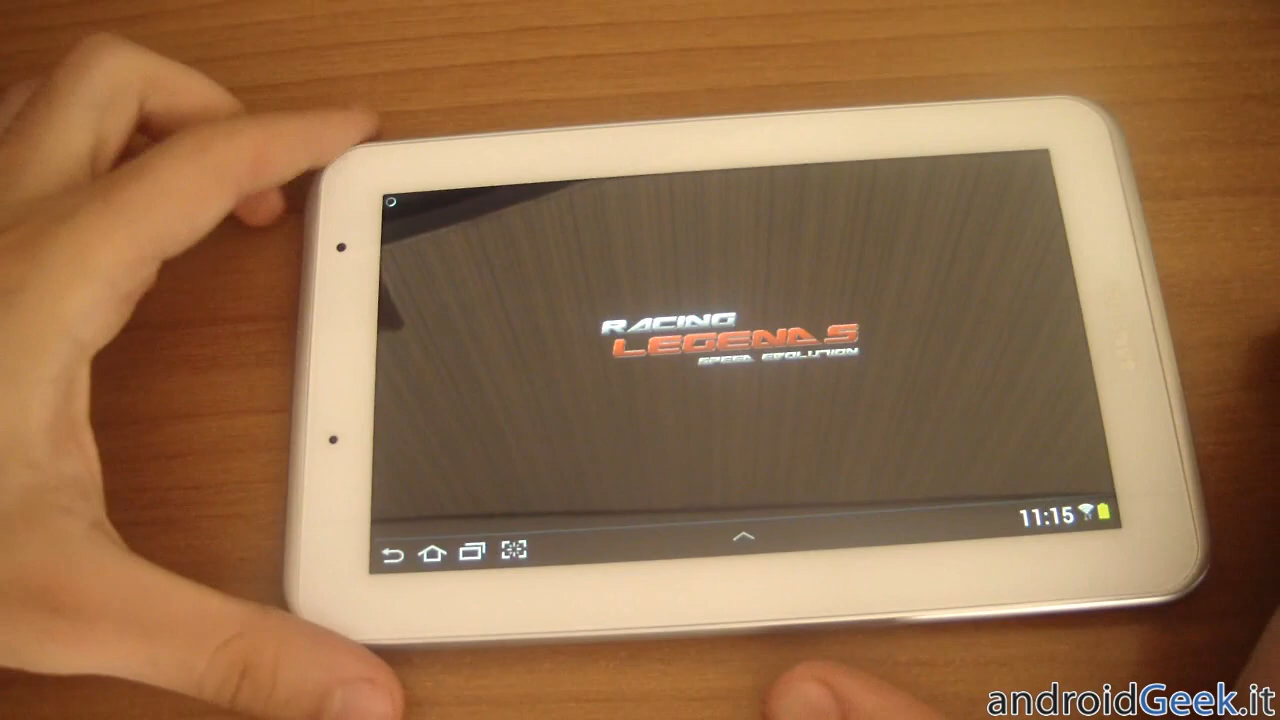 RACING
LEGENDS
SPEED EVOLUTION
11:15
androidGeek.it